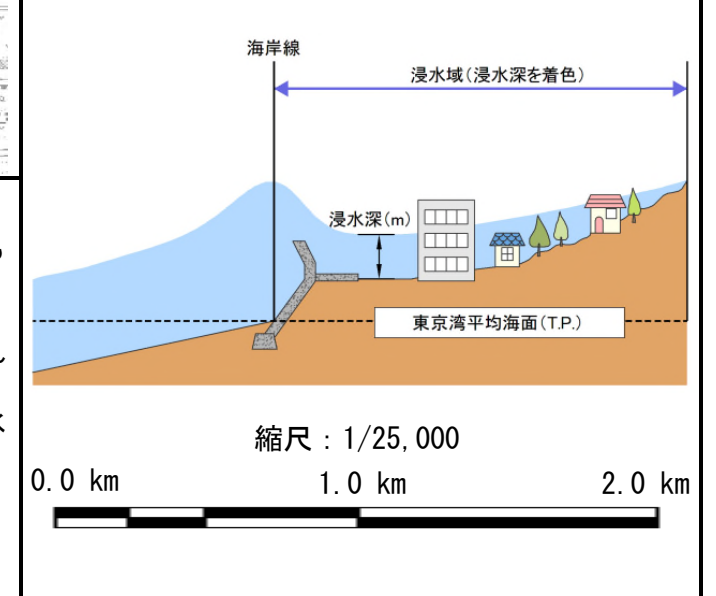 海岸線
浸水域(浸水深を着色)
浸水深(m)
東京湾平均海面(T.P.)
縮尺:1/25,000
0.0 km 1.0 km 2.0 km